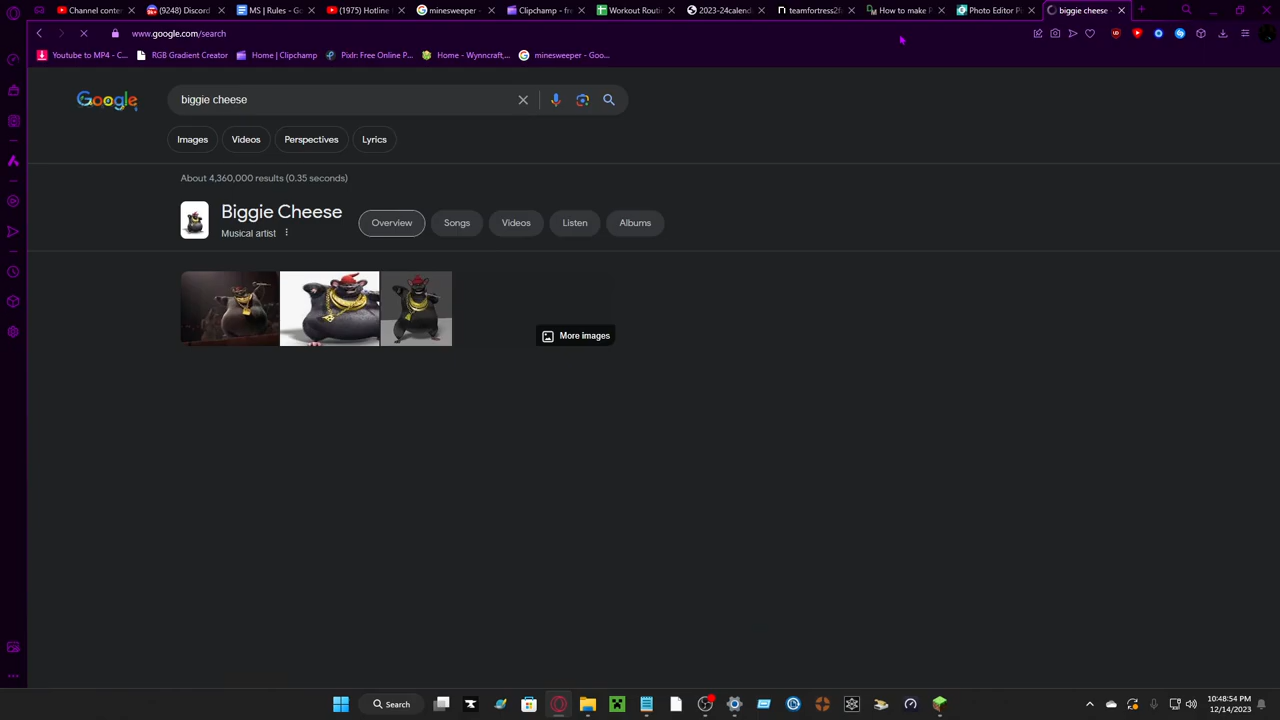 Channel conter
(9248) Discord
MS | Rules - G
(1975) Hotline
minesweeper -
Clipchamp - fre
Workout Routi
2023-24calend
teamfortress2f
How to make P
Photo Editor P
biggie cheese
www.google.com/search
Youtube to MP4 - C...
RGB Gradient Creator
Home | Clipchamp
Pixlr: Free Online P...
Home - Wynncraft,...
minesweeper - Goo...
Google
biggie cheese
Images
Videos
Perspectives
Lyrics
About 4,360,000 results (0.35 seconds)
Biggie Cheese
Musical artist
Overview
Songs
Videos
Listen
Albums
More images
Search
10:48:54 PM
12/14/2023